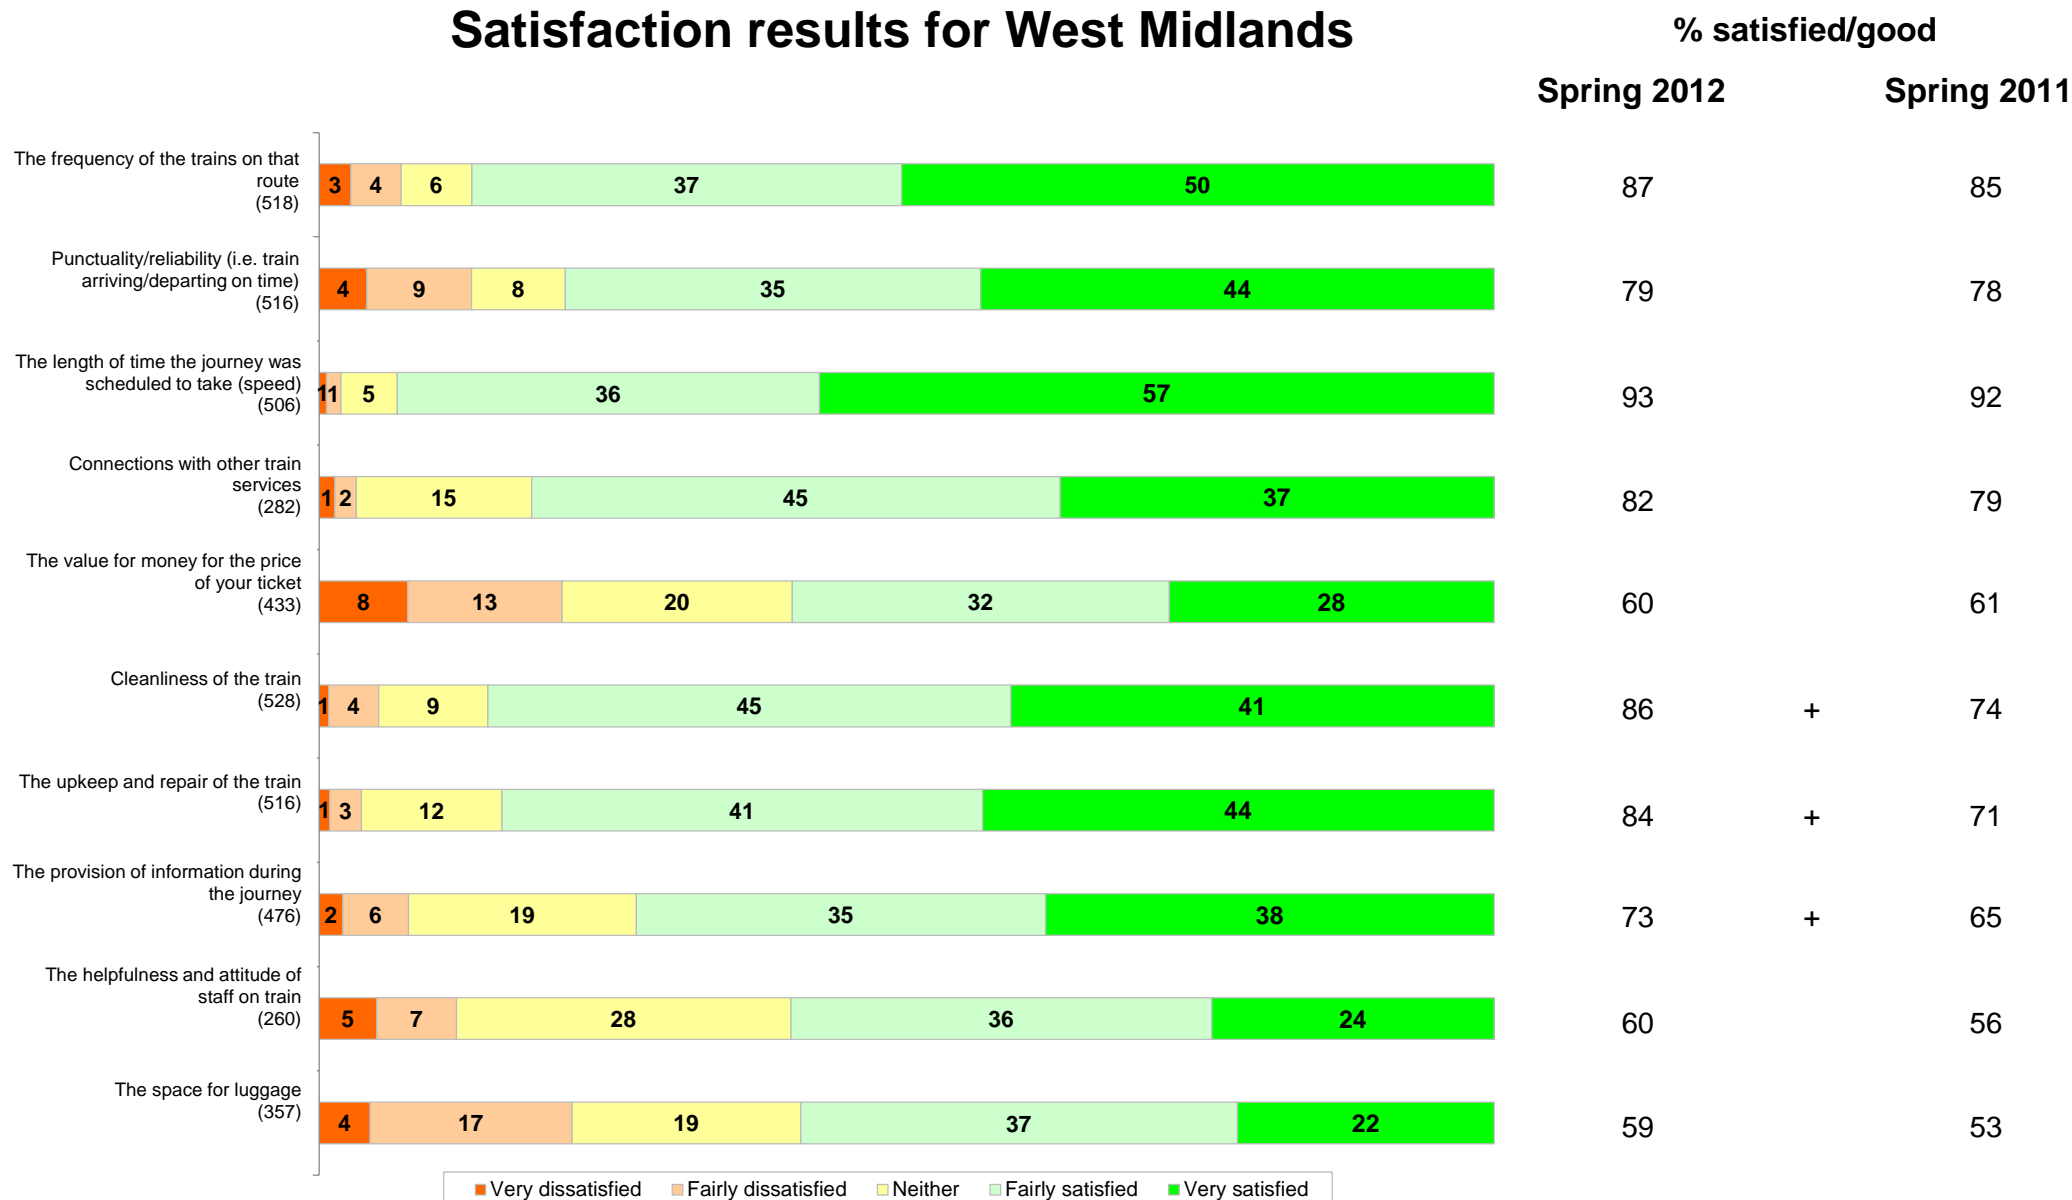 Satisfaction results for West Midlands
% satisfied/good
Spring 2012 Spring 2011
The frequency of the trains on that
route
(518)
3 4 6 37 50 87 85
Punctuality/reliability (i.e. train
arriving/departing on time)
(516)
4 9 8 35 44 79 78
The length of time the journey was
scheduled to take (speed)
(506)
1 1 5 36 57 93 92
Connections with other train
services
(282)
1 2 15 45 37 82 79
The value for money for the price
of your ticket
(433)
8 13 20 32 28 60 61
Cleanliness of the train
(528)
1 4 9 45 41 86 + 74
The upkeep and repair of the train
(516)
1 3 12 41 44 84 + 71
The provision of information during
the journey
(476)
2 6 19 35 38 73 + 65
The helpfulness and attitude of
staff on train
(260)
5 7 28 36 24 60 56
The space for luggage
(357)
4 17 19 37 22 59 53
Very dissatisfied Fairly dissatisfied Neither Fairly satisfied Very satisfied